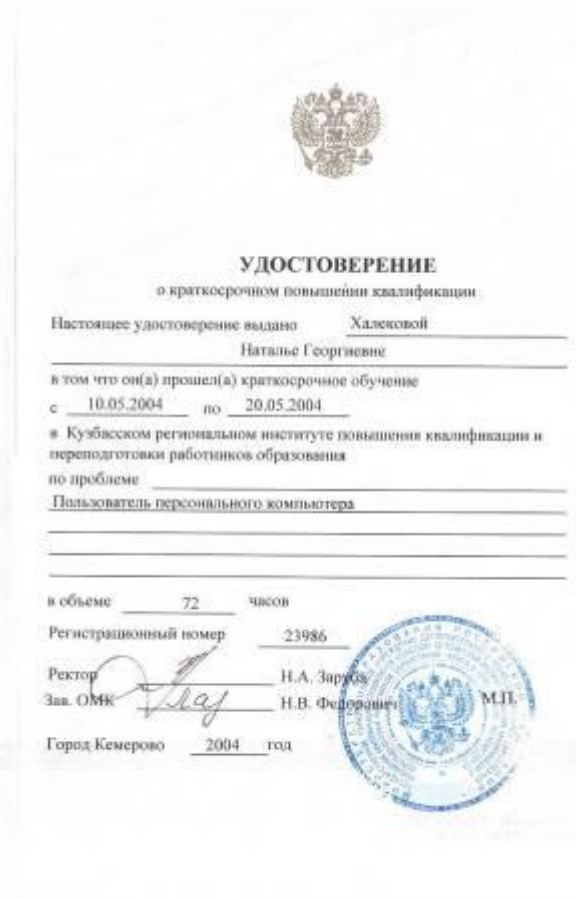 УДОСТОВЕРЕНИЕ
о краткосрочном повышении квалификации
Настоящее удостоверение выдано Халековой
Наталье Георгиевне
в том что он(а) прошел(а) краткосрочное обучение
с 10.05.2004 по 20.05.2004
в Кузбасском региональном институте повышения квалификации и
переподготовки работников образования
по проблеме
Пользователь персонального компьютера
в объеме 72 часов
Регистрационный номер 23986
Ректор Н.А. Заруба
Зав. ОМК Н.В. Федорович М.П.
Город Кемерово 2004 год